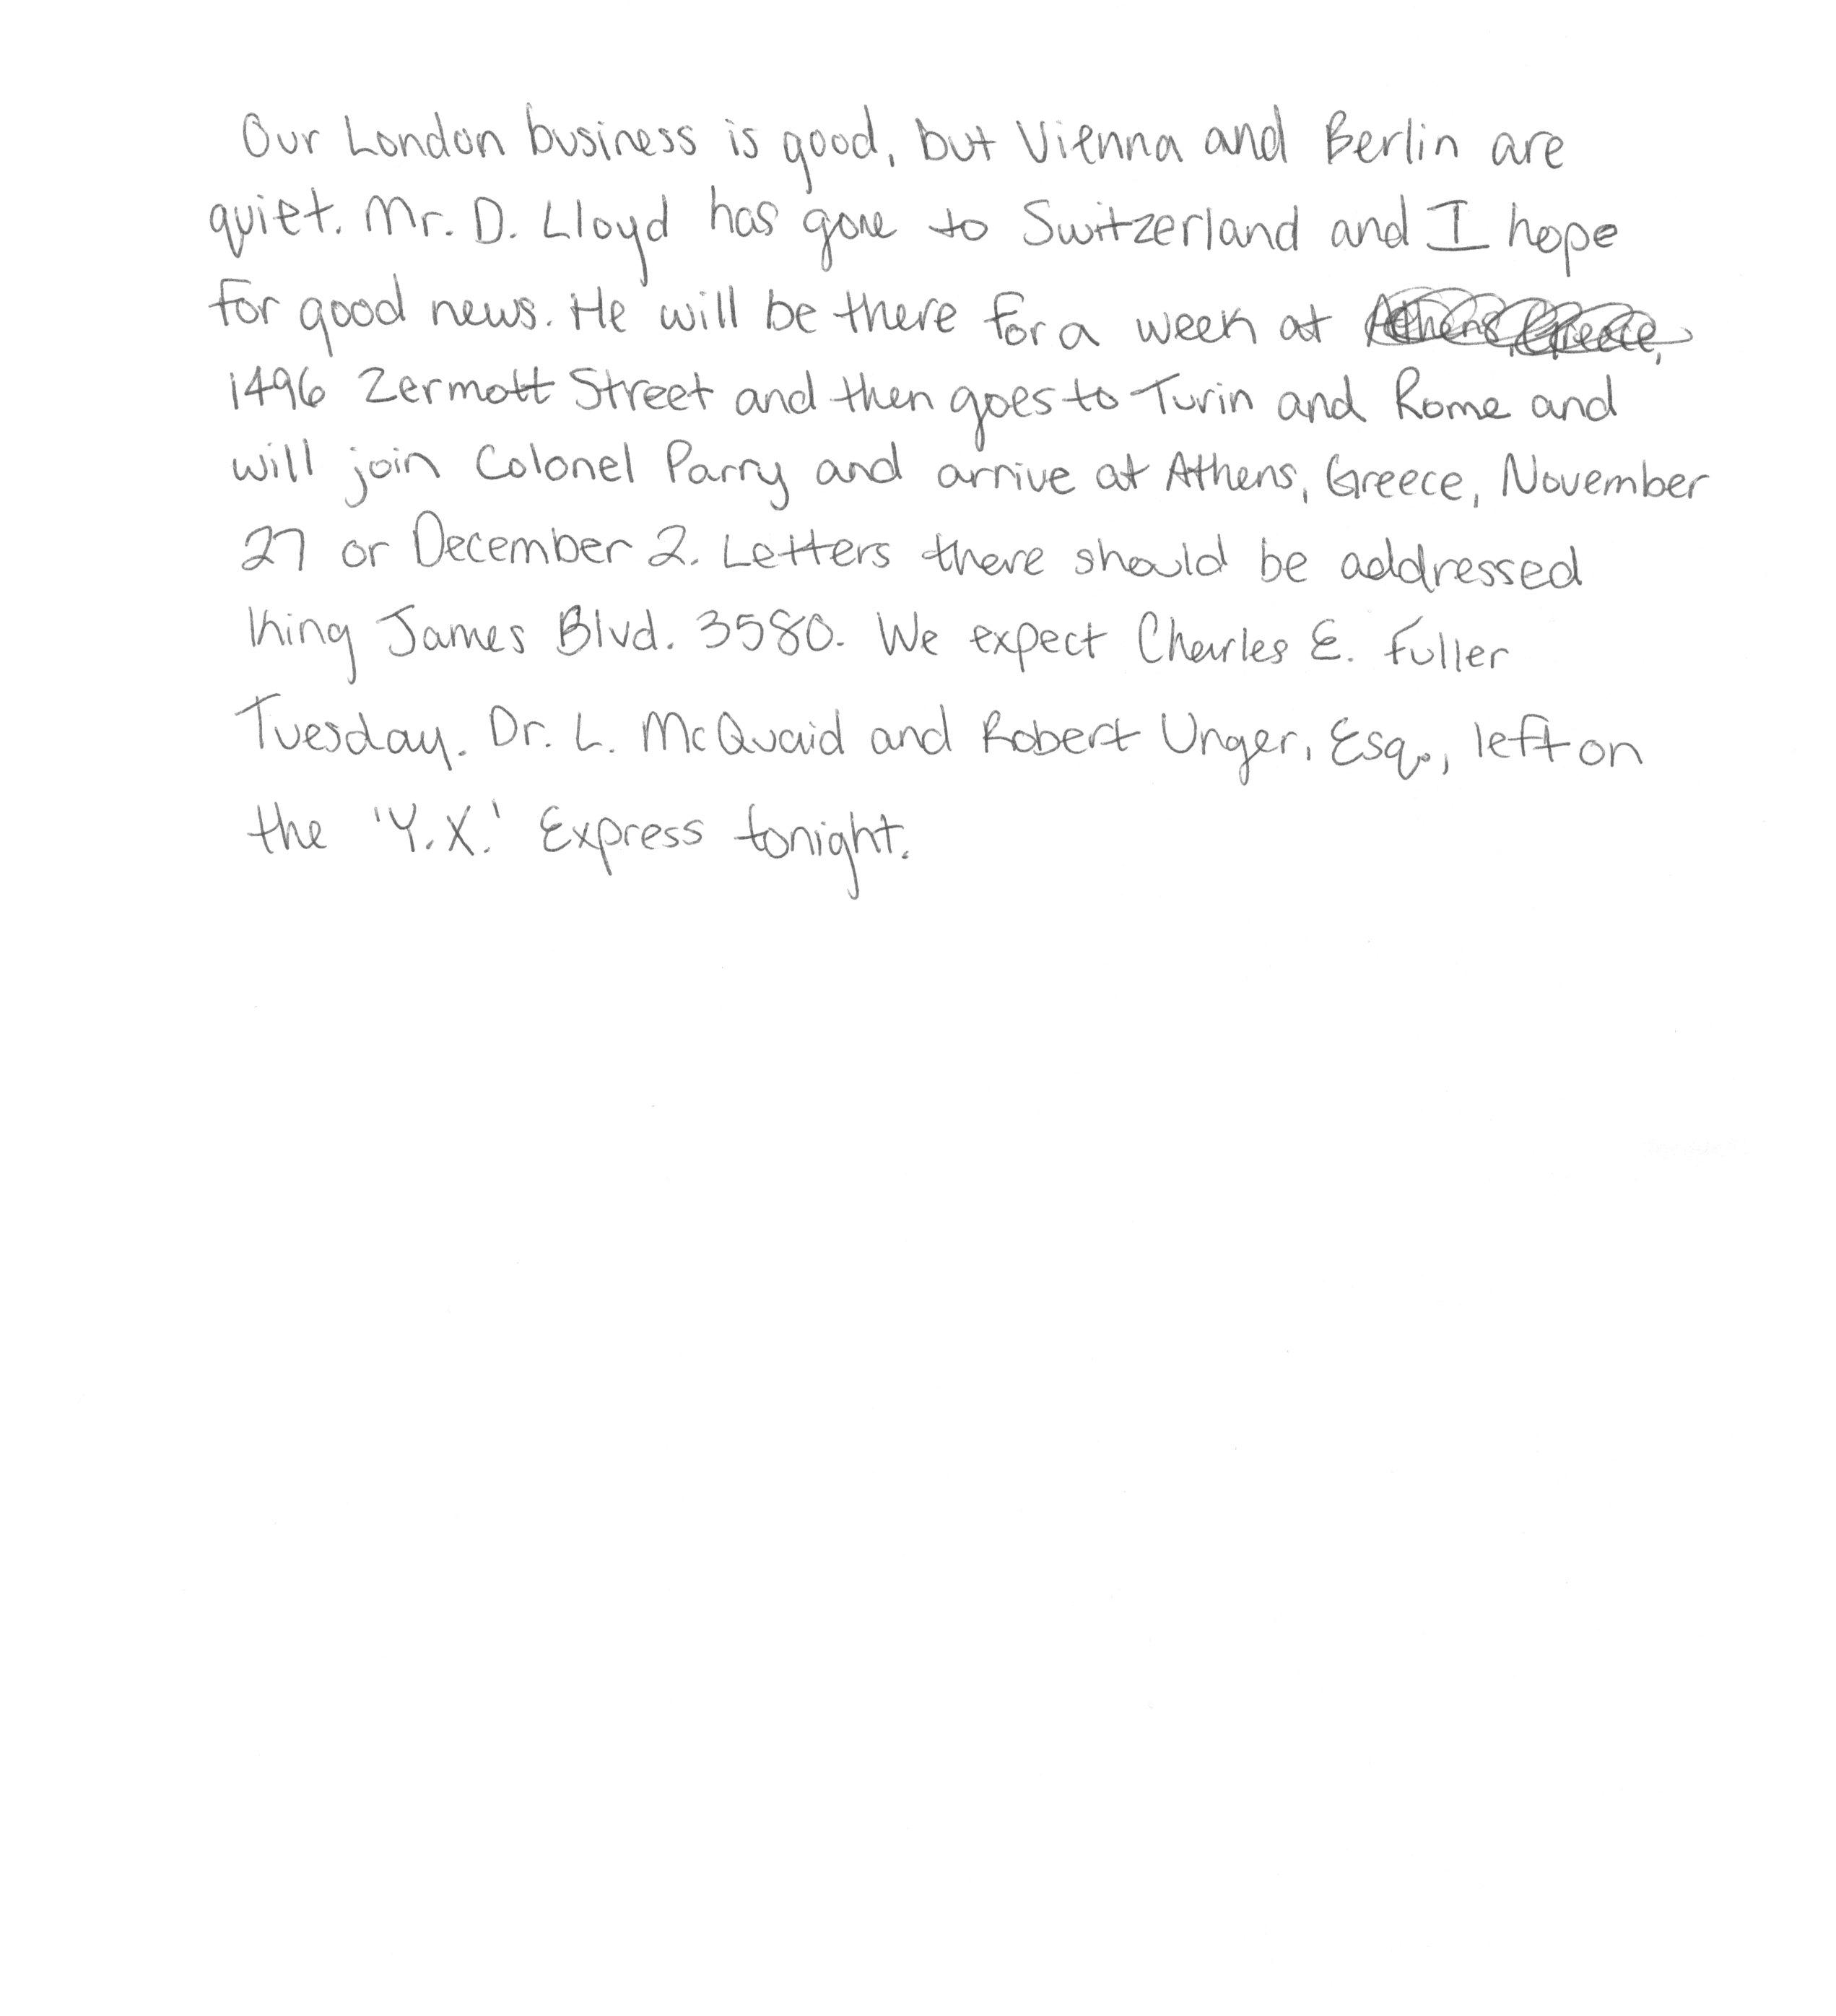 Our London business is good, but Vienna and Berlin are
quiet. Mr. D. Lloyd has gone to Switzerland and I hope
for good news. He will be there for a week at
1496 Zermott Street and then goes to Turin and Rome and
will join Colonel Parry and arrive at Athens, Greece, November
27 or December 2. Letters there should be addressed
King James Blvd. 3580. We expect Charles E. Fuller
Tuesday. Dr. L. McQuaid and Robert Unger, Esq., left on
the 'Y.X.' Express tonight.